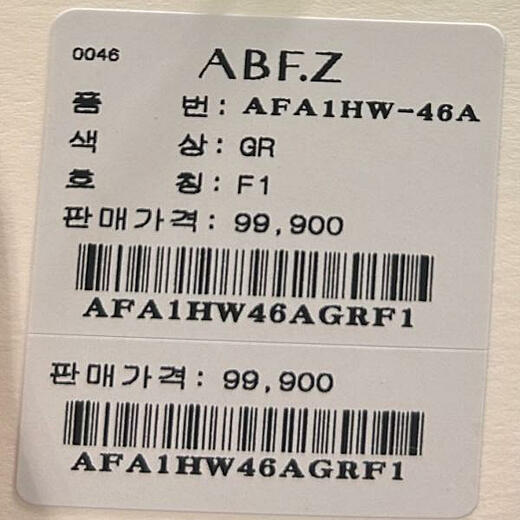 0046
ABF.Z
품 번: AFA1HW-46A
색 상: GR
호 칭: F1
판매가격: 99,900
AFA1HW46AGRF1
판매가격: 99,900
AFA1HW46AGRF1